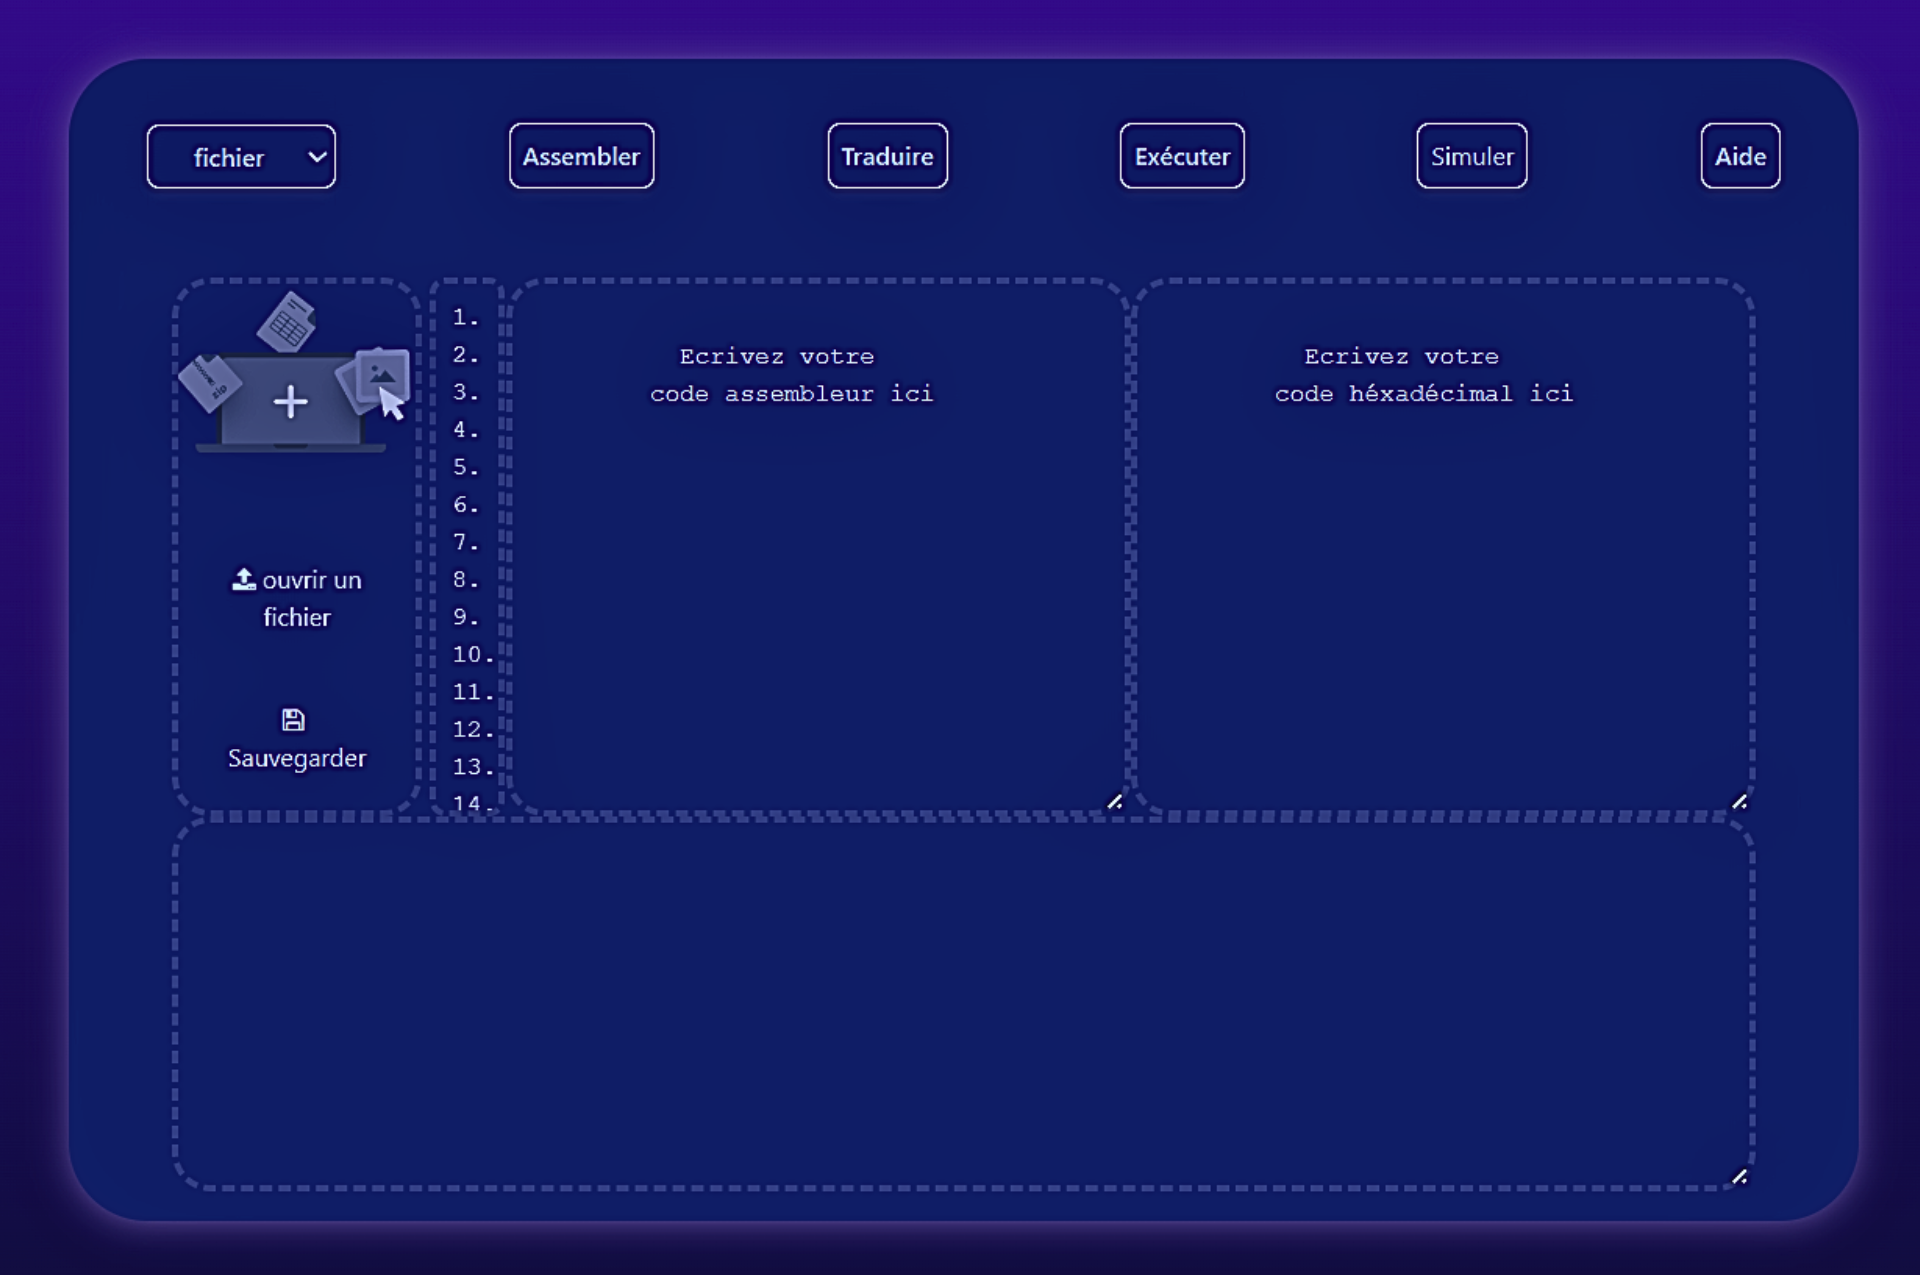 fichier
Assembler
Traduire
Exécuter
Simuler
Aide
zip
ouvrir un
fichier
Sauvegarder
1.
2.
3.
4.
5.
6.
7.
8.
9.
10.
11.
12.
13.
14.
Ecrivez votre
code assembleur ici
Ecrivez votre
code héxadécimal ici